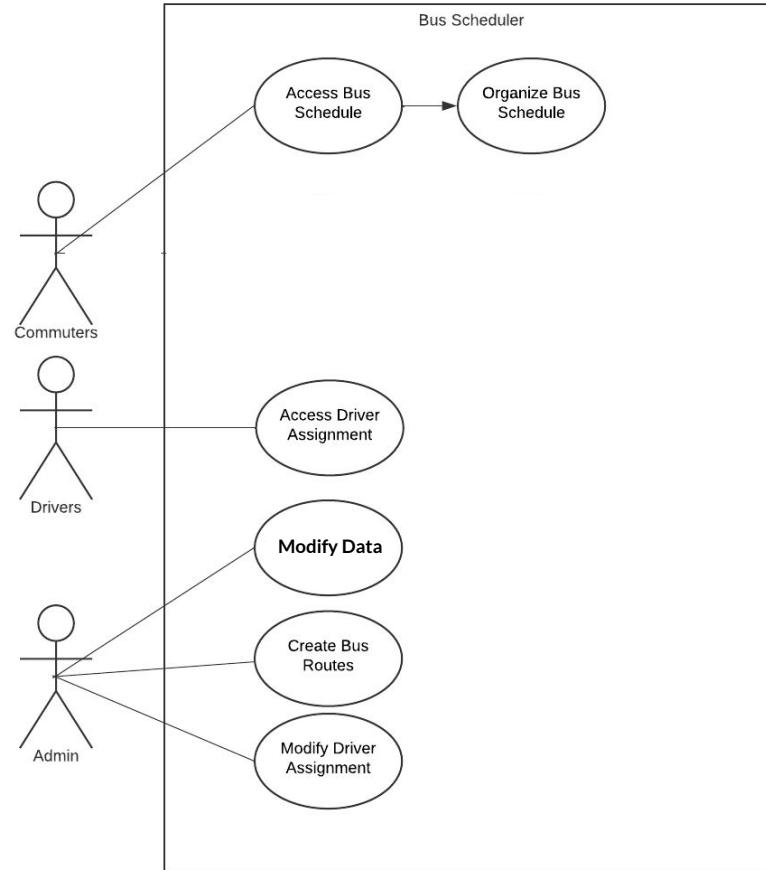 Bus Scheduler
Access Bus
Schedule
Organize Bus
Schedule
Commuters
Access Driver
Assignment
Drivers
Modify Data
Create Bus
Routes
Admin
Modify Driver
Assignment